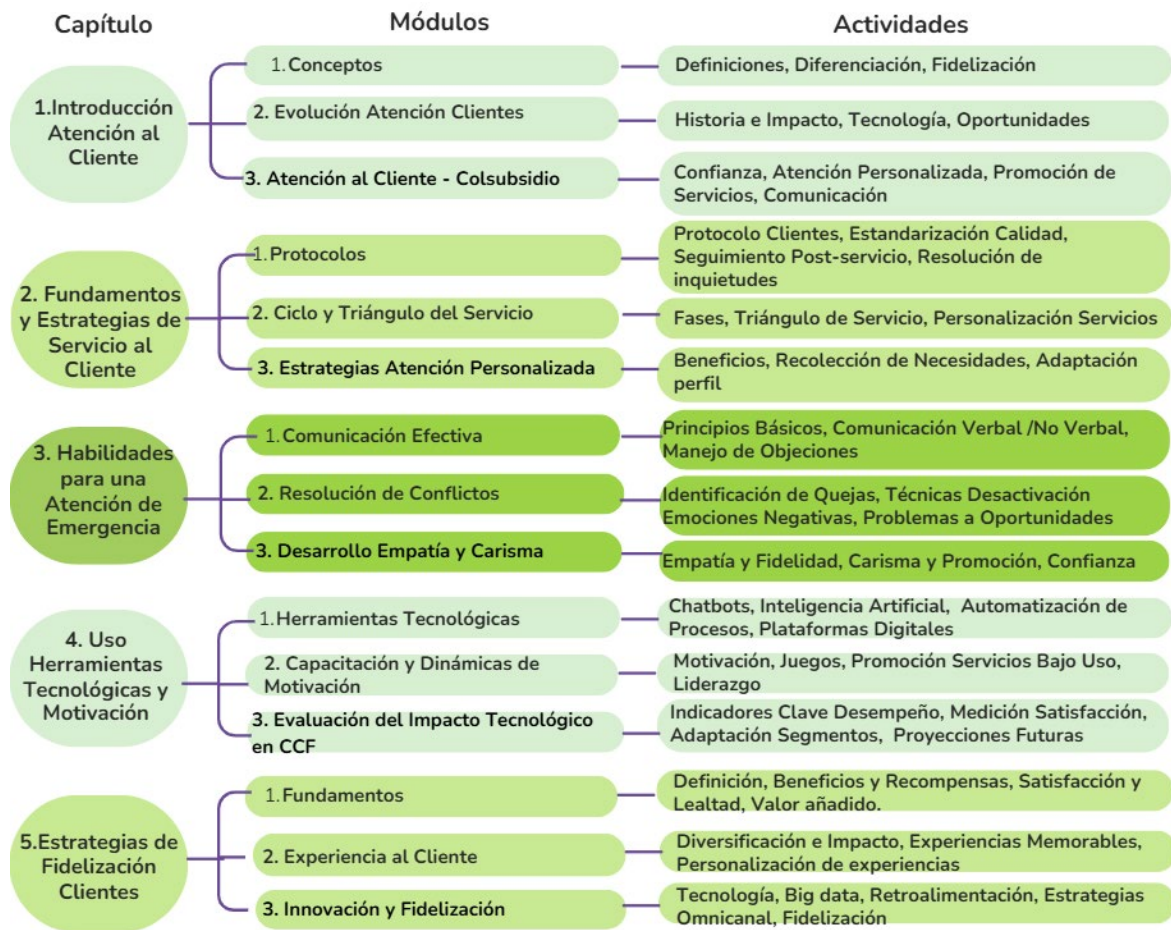 Capítulo
Módulos
Actividades
1.Introducción
Atención al
Cliente
1. Conceptos
Definiciones, Diferenciación, Fidelización
2. Evolución Atención Clientes
Historia e Impacto, Tecnología, Oportunidades
3. Atención al Cliente - Colsubsidio
Confianza, Atención Personalizada, Promoción de
Servicios, Comunicación
2. Fundamentos
y Estrategias de
Servicio al
Cliente
1. Protocolos
Protocolo Clientes, Estandarización Calidad,
Seguimiento Post-servicio, Resolución de
inquietudes
2. Ciclo y Triángulo del Servicio
Fases, Triángulo de Servicio, Personalización Servicios
3. Estrategias Atención Personalizada
Beneficios, Recolección de Necesidades, Adaptación
perfil
3. Habilidades
para una
Atención de
Emergencia
1. Comunicación Efectiva
Principios Básicos, Comunicación Verbal /No Verbal,
Manejo de Objeciones
2. Resolución de Conflictos
Identificación de Quejas, Técnicas Desactivación
Emociones Negativas, Problemas a Oportunidades
3. Desarrollo Empatía y Carisma
Empatía y Fidelidad, Carisma y Promoción, Confianza
4. Uso
Herramientas
Tecnológicas y
Motivación
1. Herramientas Tecnológicas
Chatbots, Inteligencia Artificial, Automatización de
Procesos, Plataformas Digitales
2. Capacitación y Dinámicas de
Motivación
Motivación, Juegos, Promoción Servicios Bajo Uso,
Liderazgo
3. Evaluación del Impacto Tecnológico
en CCF
Indicadores Clave Desempeño, Medición Satisfacción,
Adaptación Segmentos, Proyecciones Futuras
5.Estrategias de
Fidelización
Clientes
1. Fundamentos
Definición, Beneficios y Recompensas, Satisfacción y
Lealtad, Valor añadido.
2. Experiencia al Cliente
Diversificación e Impacto, Experiencias Memorables,
Personalización de experiencias
3. Innovación y Fidelización
Tecnología, Big data, Retroalimentación, Estrategias
Omnicanal, Fidelización